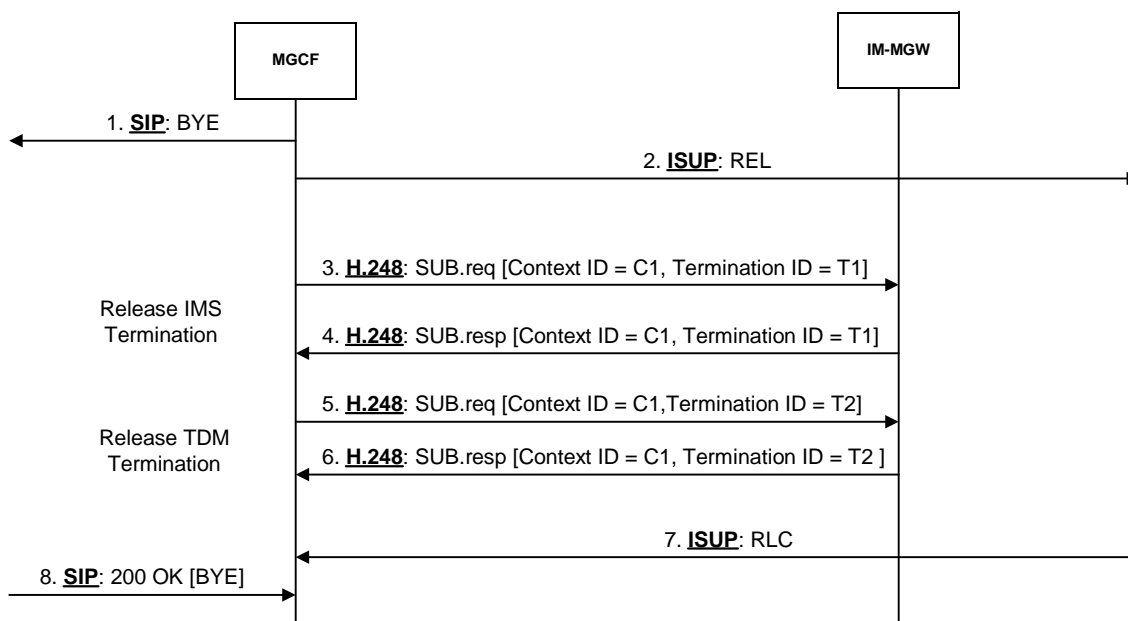 MGCF
IM-MGW
1. SIP: BYE
2. ISUP: REL
3. H.248: SUB.req [Context ID = C1, Termination ID = T1]
Release IMS
Termination
4. H.248: SUB.resp [Context ID = C1, Termination ID = T1]
5. H.248: SUB.req [Context ID = C1,Termination ID = T2]
Release TDM
Termination
6. H.248: SUB.resp [Context ID = C1, Termination ID = T2 ]
7. ISUP: RLC
8. SIP: 200 OK [BYE]